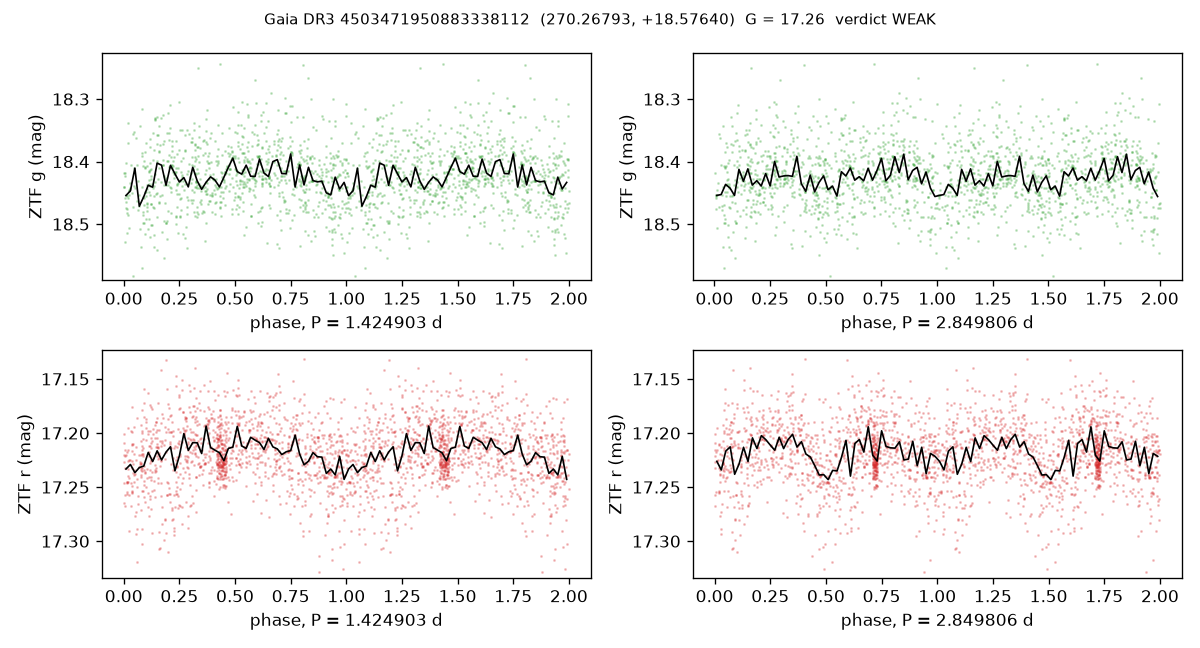 Gaia DR3 4503471950883338112 (270.26793, +18.57640) G = 17.26 verdict WEAK
ZTF g (mag)
18.3
18.4
18.5
0.00 0.25 0.50 0.75 1.00 1.25 1.50 1.75 2.00
phase, P = 1.424903 d
ZTF g (mag)
18.3
18.4
18.5
0.00 0.25 0.50 0.75 1.00 1.25 1.50 1.75 2.00
phase, P = 2.849806 d
ZTF r (mag)
17.15
17.20
17.25
17.30
0.00 0.25 0.50 0.75 1.00 1.25 1.50 1.75 2.00
phase, P = 1.424903 d
ZTF r (mag)
17.15
17.20
17.25
17.30
0.00 0.25 0.50 0.75 1.00 1.25 1.50 1.75 2.00
phase, P = 2.849806 d